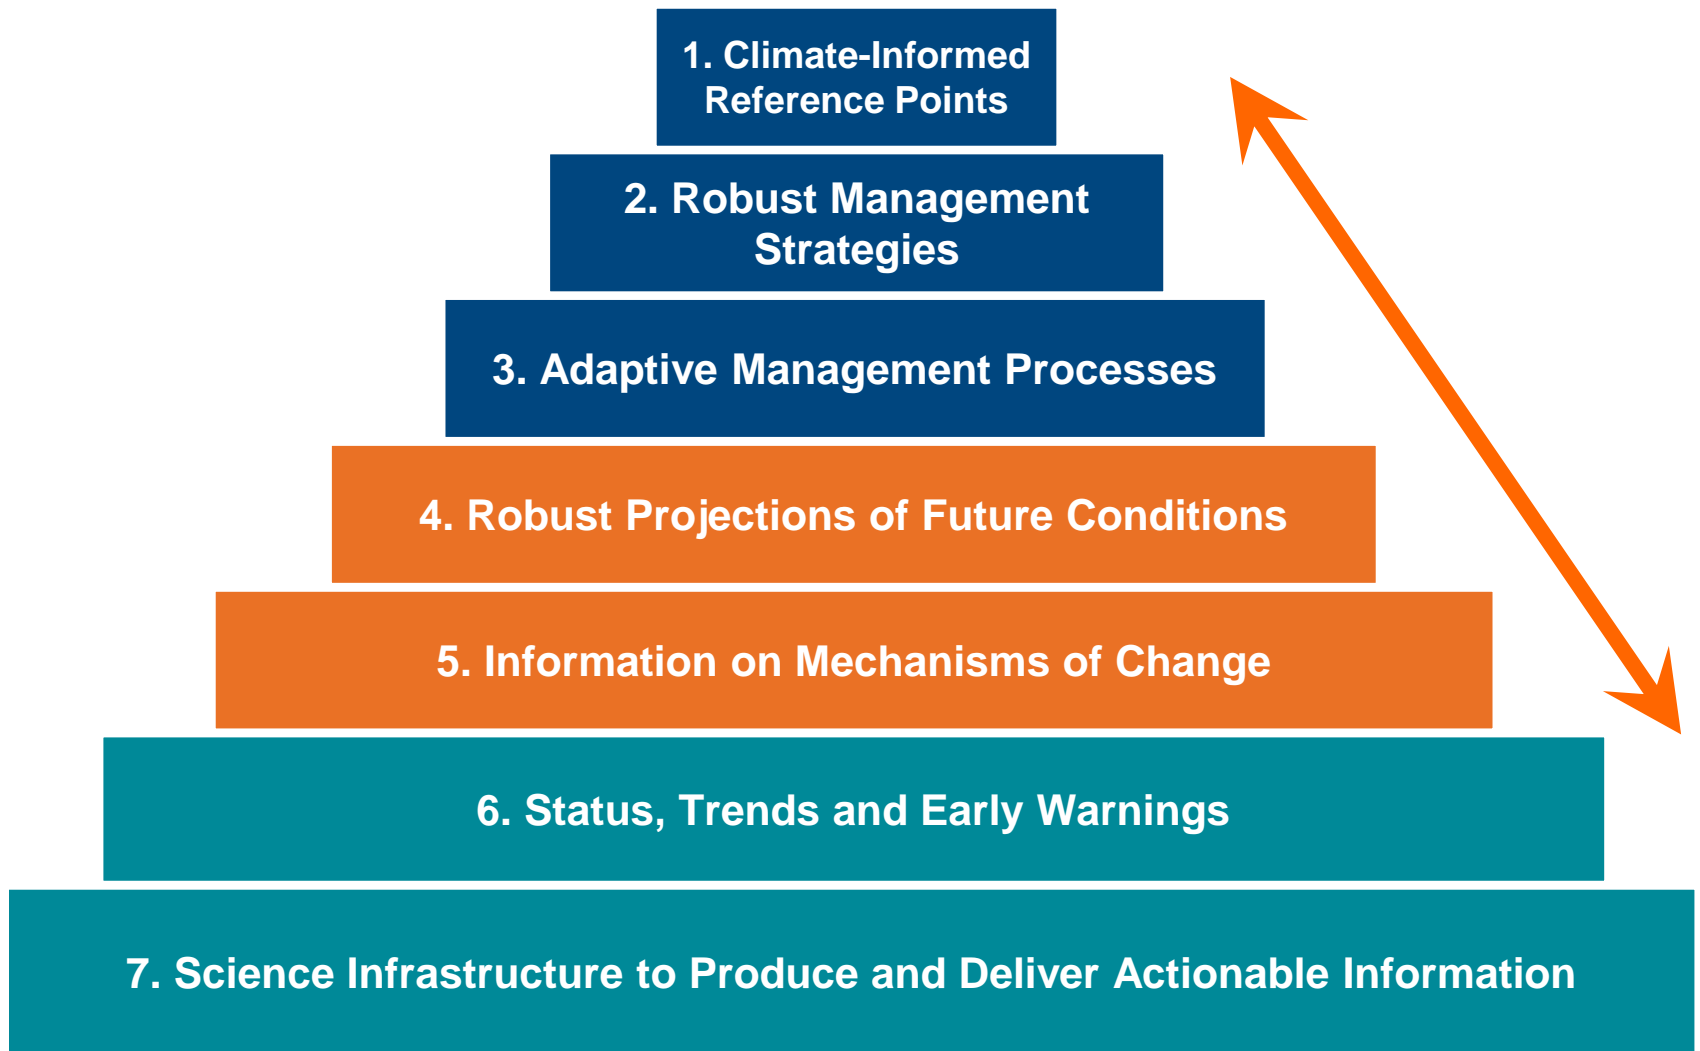 1. Climate-Informed
Reference Points
2. Robust Management
Strategies
3. Adaptive Management Processes
4. Robust Projections of Future Conditions
5. Information on Mechanisms of Change
6. Status, Trends and Early Warnings
7. Science Infrastructure to Produce and Deliver Actionable Information